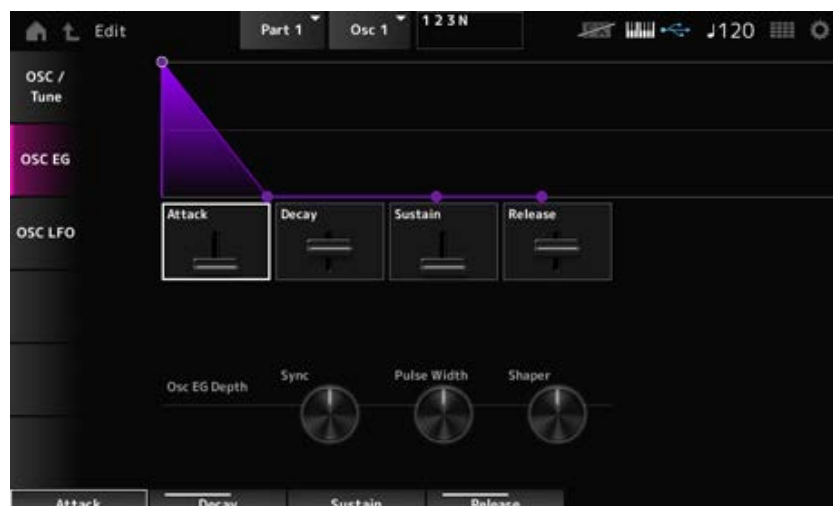 Edit
Part 1
Osc 1
1 2 3 N
♩120
OSC /
Tune
OSC EG
OSC LFO
Attack
Decay
Sustain
Release
Osc EG Depth
Sync
Pulse Width
Shaper
Attack
Decay
Sustain
Release